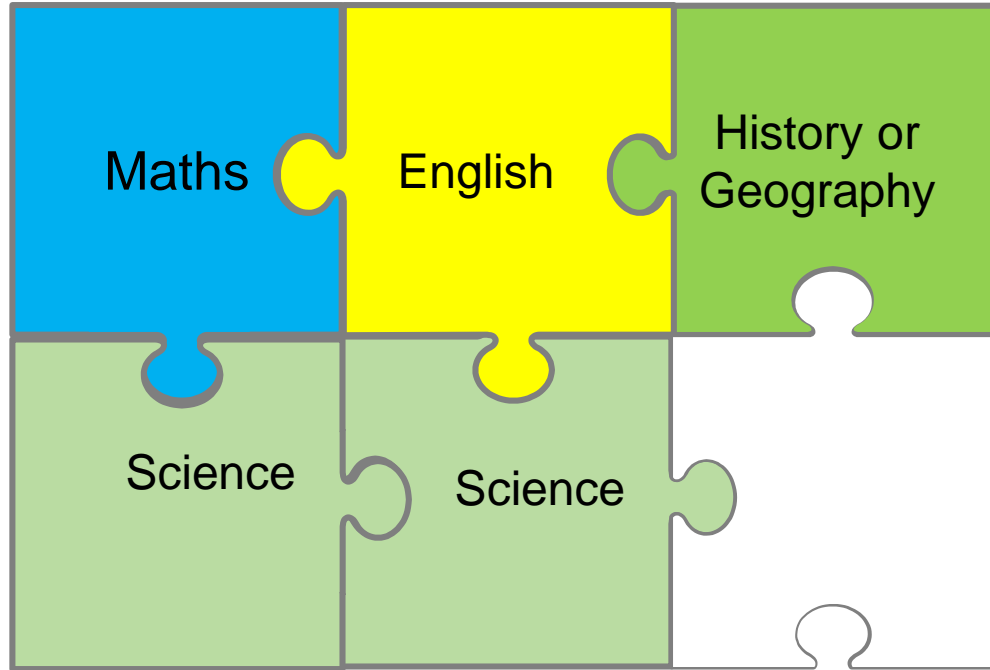 Maths
English
History or
Geography
Science
Science